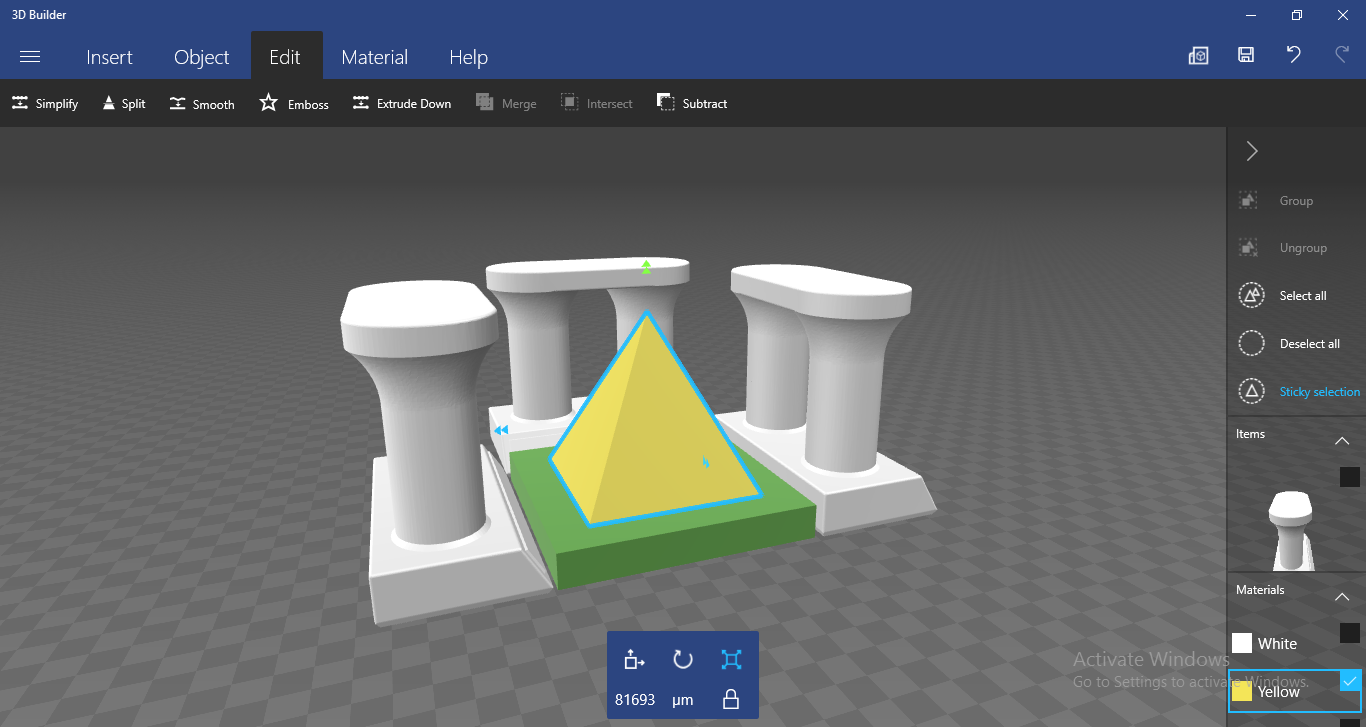 3D Builder
Insert Object Edit Material Help
Simplify Split Smooth Emboss Extrude Down Merge Intersect Subtract
Group
Ungroup
Select all
Deselect all
Sticky selection
Items
Materials
White
Yellow
81693 µm
Activate Windows
Go to Settings to activate Windows.